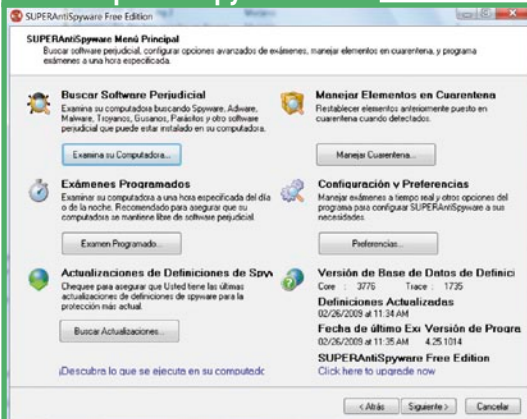 SUPERAntiSpyware Free Edition
SUPERAntiSpyware Menú Principal
Buscar software perjudicial, configurar opciones avanzados de exámenes, manejar elementos en cuarentena, y programa
exámenes a una hora especificada.
Buscar Software Perjudicial
Examina su computadora buscando Spyware, Adware,
Malware, Troyanos, Gusanos, Parásitos y otro software
perjudicial que puede estar instalado en su computadora.
Examina su Computadora...
Manejar Elementos en Cuarentena
Restablecer elementos anteriormente puesto en
cuarentena cuando detectados.
Manejar Cuarentena...
Exámenes Programados
Examinar su computadora a una hora especificada del día
o de la noche. Recomendado para asegurar que su
computadora se mantiene libre de software perjudicial.
Examen Programado...
Configuración y Preferencias
Manejar exámenes a tiempo real y otros opciones del
programa para configurar SUPERAntiSpyware a sus
necesidades.
Preferencias...
Actualizaciones de Definiciones de Spyw
Chequee para asegurar que Usted tiene las últimas
actualizaciones de definiciones de spyware para la
protección más actual.
Buscar Actualizaciones...
¡Descubra lo que se ejecuta en su computadc
Versión de Base de Datos de Definici
Core : 3776 Trace : 1735
Definiciones Actualizadas
02/26/2009 at 11:34 AM
Fecha de último Exi Versión de Progra
02/26/2009 at 11:35 AM 4.25.1014
SUPERAntiSpyware Free Edition
Click here to upgrade now
< Atrás Siguiente > Cancelar